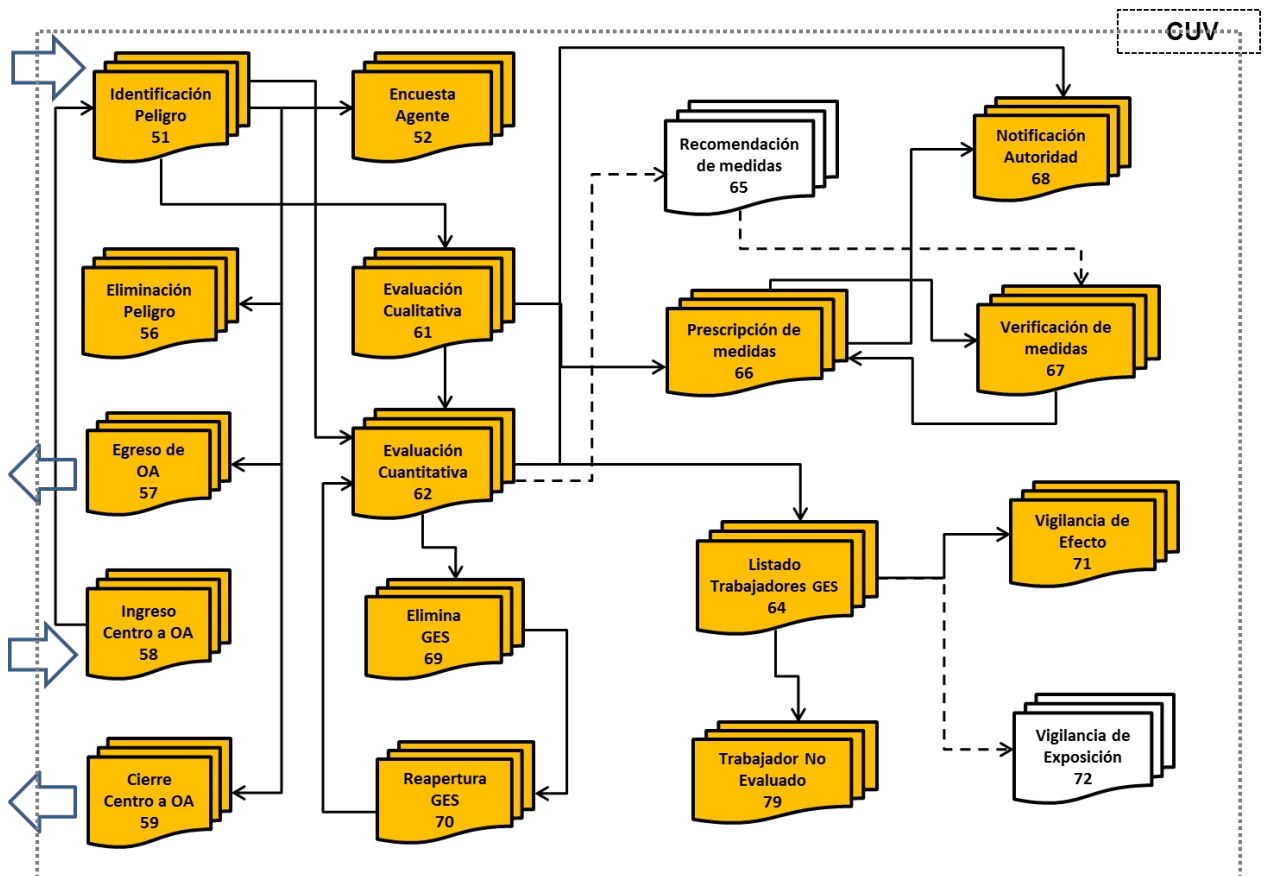 CUV
Identificación
Peligro
51
Encuesta
Agente
52
Recomendación
de medidas
65
Notificación
Autoridad
68
Eliminación
Peligro
56
Evaluación
Cualitativa
61
Prescripción de
medidas
66
Verificación de
medidas
67
Egreso de
OA
57
Evaluación
Cuantitativa
62
Vigilancia de
Efecto
71
Listado
Trabajadores GES
64
Ingreso
Centro a OA
58
Elimina
GES
69
Cierre
Centro a OA
59
Reapertura
GES
70
Trabajador No
Evaluado
79
Vigilancia de
Exposición
72